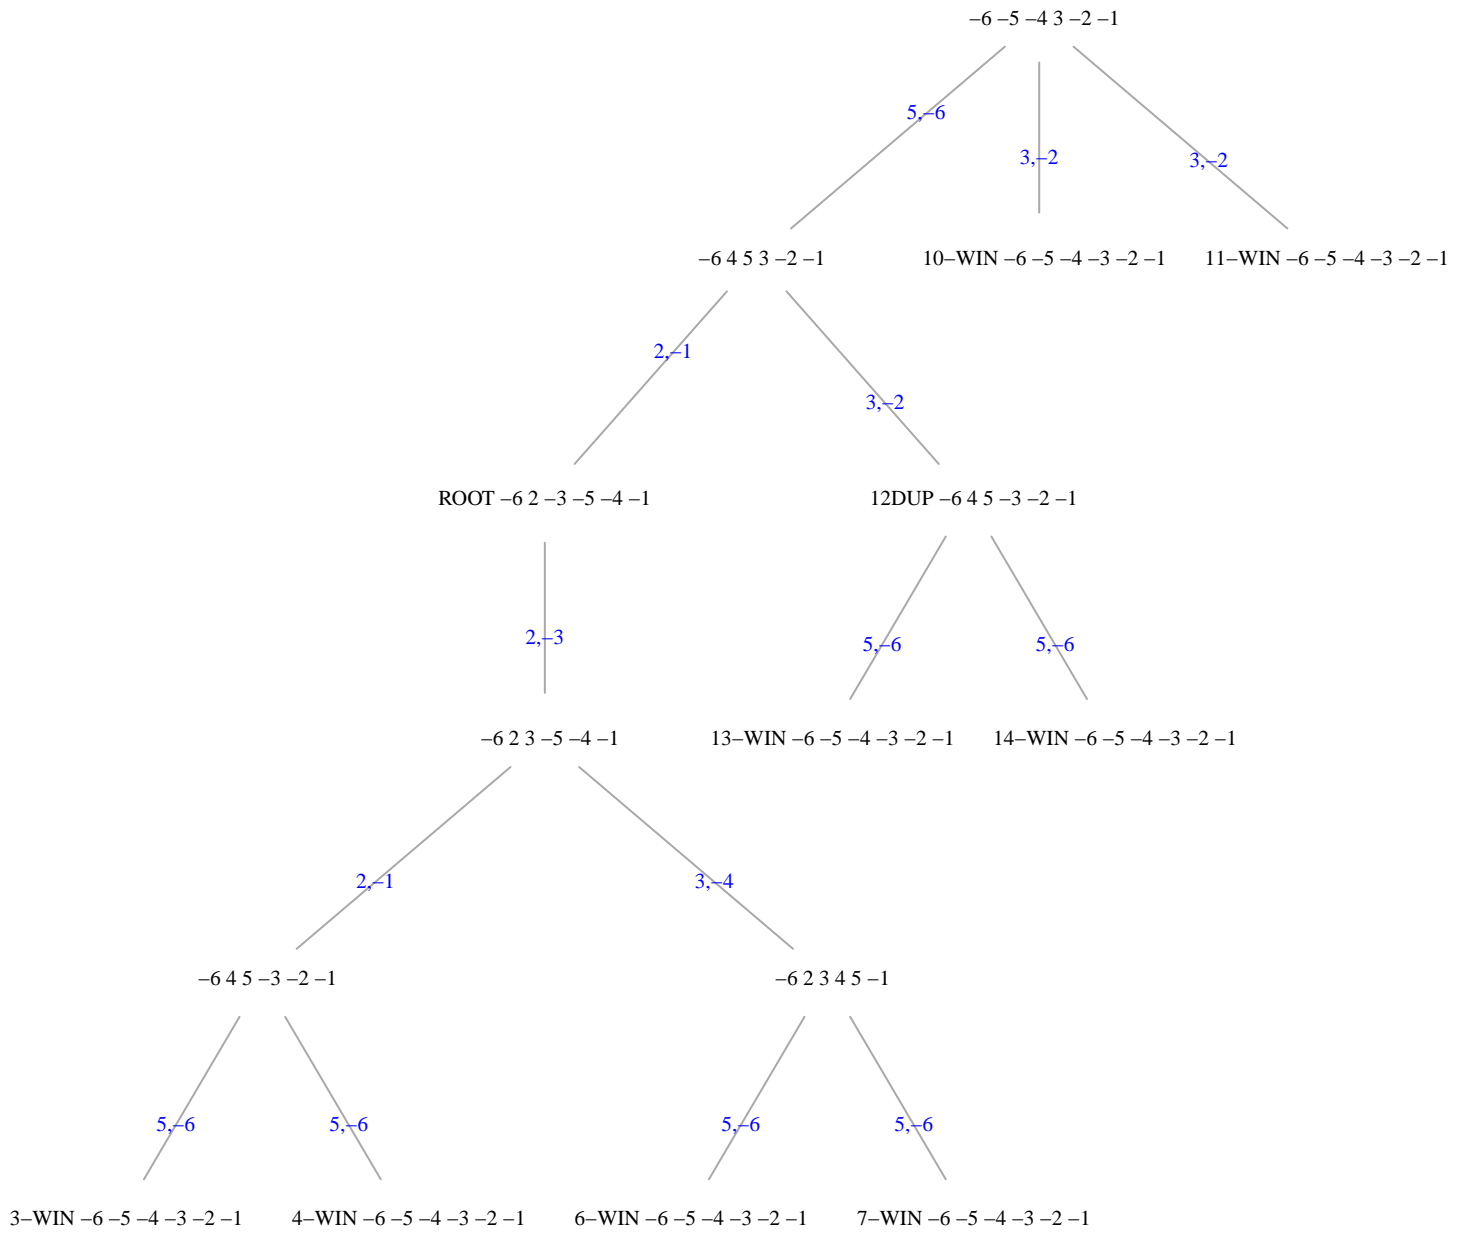 –6 –5 –4 3 –2 –1
5,–6
3,–2
3,–2
–6 4 5 3 –2 –1
10–WIN –6 –5 –4 –3 –2 –1
11–WIN –6 –5 –4 –3 –2 –1
2,–1
3,–2
ROOT –6 2 –3 –5 –4 –1
12DUP –6 4 5 –3 –2 –1
2,–3
5,–6
5,–6
–6 2 3 –5 –4 –1
13–WIN –6 –5 –4 –3 –2 –1
14–WIN –6 –5 –4 –3 –2 –1
2,–1
3,–4
–6 4 5 –3 –2 –1
–6 2 3 4 5 –1
5,–6
5,–6
5,–6
5,–6
3–WIN –6 –5 –4 –3 –2 –1
4–WIN –6 –5 –4 –3 –2 –1
6–WIN –6 –5 –4 –3 –2 –1
7–WIN –6 –5 –4 –3 –2 –1